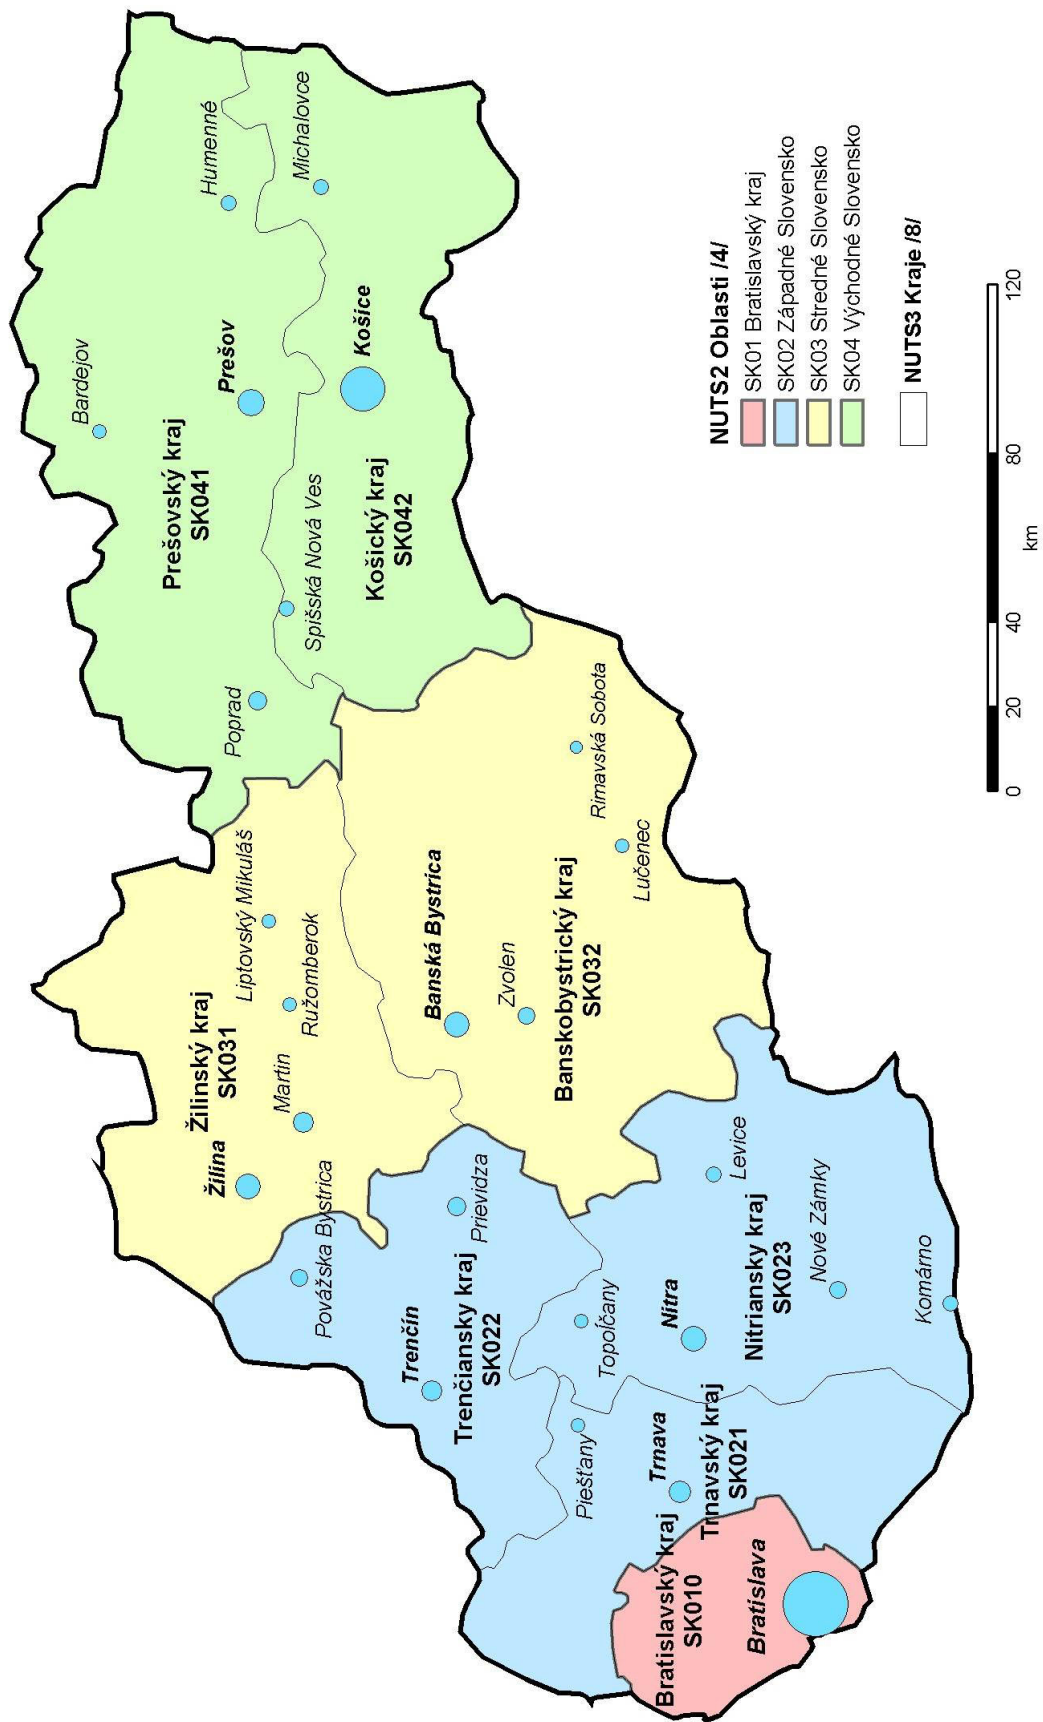 Bardejov
Humenné
Michalovce
Prešov
Košice
Prešovský kraj
SK041
Košický kraj
SK042
Spišská Nová Ves
Poprad
Liptovský Mikuláš
Ružomberok
Žilinský kraj
SK031
Martin
Žilina
Považska Bystrica
Banská Bystrica
Zvolen
Banskobystrický kraj
SK032
Rimavská Sobota
Lučenec
Prievidza
Trenčín
Trenčiansky kraj
SK022
Topoľčany
Nitra
Nitriansky kraj
SK023
Levice
Nové Zámky
Komárno
Piešťany
Trnava
Trnavský kraj
SK021
Bratislavský kraj
SK010
Bratislava
NUTS2 Oblasti /4/
SK01 Bratislavský kraj
SK02 Západné Slovensko
SK03 Stredné Slovensko
SK04 Východné Slovensko
NUTS3 Kraje /8/
0 20 40 80 120
km